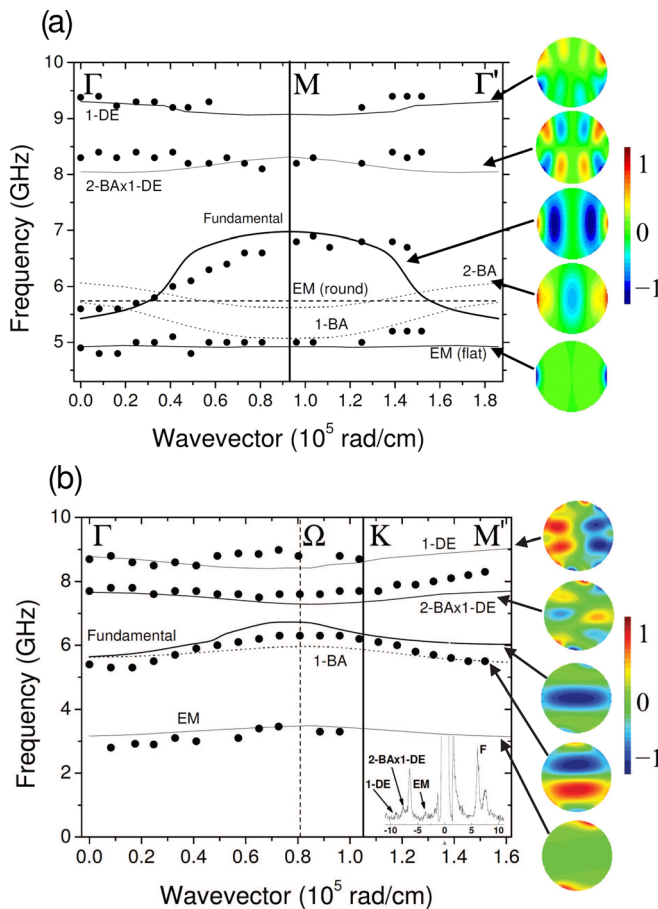 (a)
10
9
8
7
6
5
Frequency (GHz)
Γ
M
Γ'
1-DE
2-BAx1-DE
Fundamental
2-BA
EM (round)
1-BA
EM (flat)
0.0 0.2 0.4 0.6 0.8 1.0 1.2 1.4 1.6 1.8
Wavevector (10⁵ rad/cm)
1
0
−1
(b)
10
9
8
7
6
5
4
3
2
1
0
Frequency (GHz)
Γ
Ω
K
M'
1-DE
2-BAx1-DE
Fundamental
1-BA
EM
F
2-BAx1-DE
1-DE
EM
-10 -5 0 5 10
0.0 0.2 0.4 0.6 0.8 1.0 1.2 1.4 1.6
Wavevector (10⁵ rad/cm)
1
0
−1